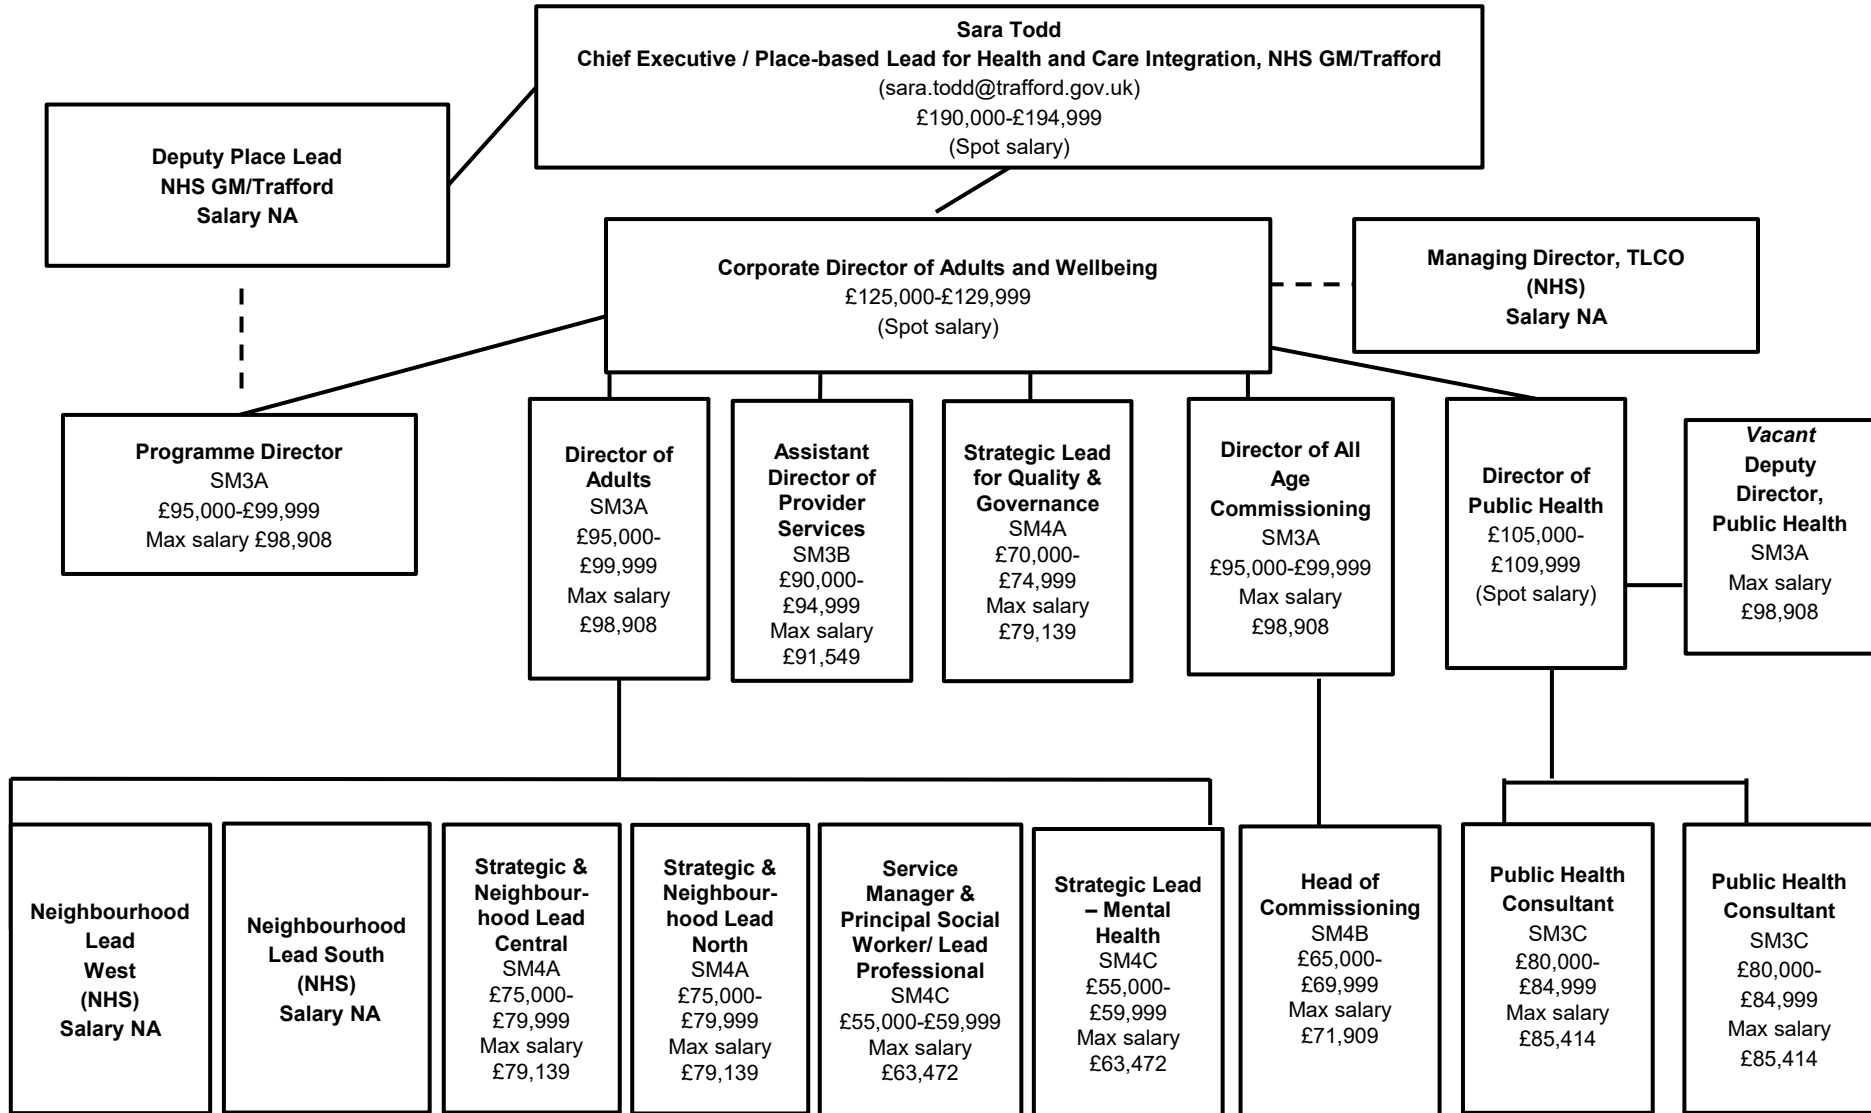 Sara Todd
Chief Executive / Place-based Lead for Health and Care Integration, NHS GM/Trafford
(sara.todd@trafford.gov.uk)
£190,000-£194,999
(Spot salary)
Deputy Place Lead
NHS GM/Trafford
Salary NA
Corporate Director of Adults and Wellbeing
£125,000-£129,999
(Spot salary)
Managing Director, TLCO
(NHS)
Salary NA
Programme Director
SM3A
£95,000-£99,999
Max salary £98,908
Director of
Adults
SM3A
£95,000-
£99,999
Max salary
£98,908
Assistant
Director of
Provider
Services
SM3B
£90,000-
£94,999
Max salary
£91,549
Strategic Lead
for Quality &
Governance
SM4A
£70,000-
£74,999
Max salary
£79,139
Director of All
Age
Commissioning
SM3A
£95,000-£99,999
Max salary
£98,908
Director of
Public Health
£105,000-
£109,999
(Spot salary)
Vacant
Deputy
Director,
Public Health
SM3A
Max salary
£98,908
Neighbourhood
Lead
West
(NHS)
Salary NA
Neighbourhood
Lead South
(NHS)
Salary NA
Strategic &
Neighbour-
hood Lead
Central
SM4A
£75,000-
£79,999
Max salary
£79,139
Strategic &
Neighbour-
hood Lead
North
SM4A
£75,000-
£79,999
Max salary
£79,139
Service
Manager &
Principal Social
Worker/ Lead
Professional
SM4C
£55,000-£59,999
Max salary
£63,472
Strategic Lead
– Mental
Health
SM4C
£55,000-
£59,999
Max salary
£63,472
Head of
Commissioning
SM4B
£65,000-
£69,999
Max salary
£71,909
Public Health
Consultant
SM3C
£80,000-
£84,999
Max salary
£85,414
Public Health
Consultant
SM3C
£80,000-
£84,999
Max salary
£85,414